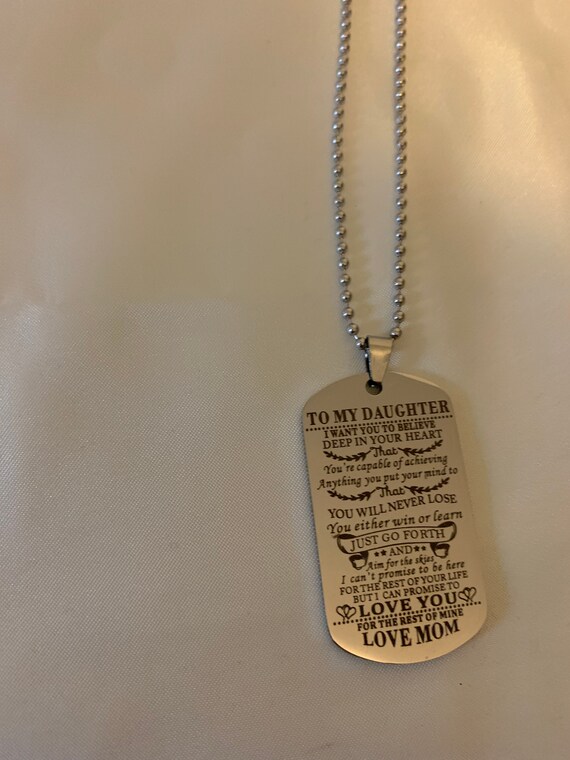 TO MY DAUGHTER
I WANT YOU TO BELIEVE
DEEP IN YOUR HEART
That
You're capable of achieving
Anything you put your mind to
That
YOU WILL NEVER LOSE
You either win or learn
JUST GO FORTH
AND
Aim for the skies
I can't promise to be here
FOR THE REST OF YOUR LIFE
BUT I CAN PROMISE TO
LOVE YOU
FOR THE REST OF MINE
LOVE MOM